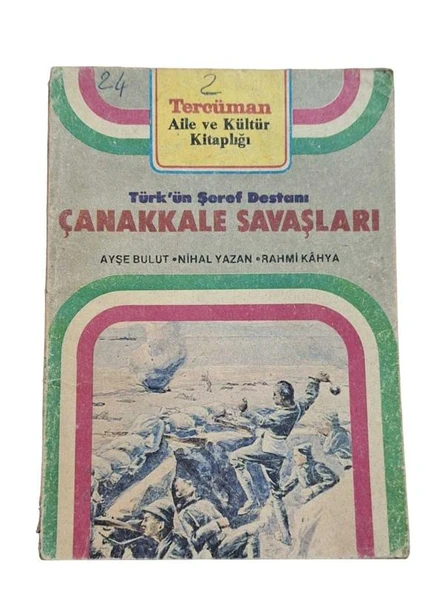 24
2
Tercüman
Aile ve Kültür
Kitaplığı
Türk'ün Şeref Destanı
ÇANAKKALE SAVAŞLARI
AYŞE BULUT •NİHAL YAZAN •RAHMİ KÂHYA